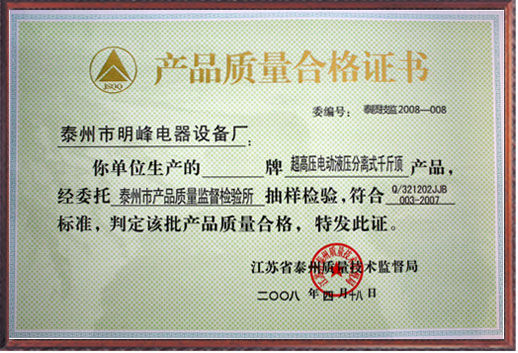 产品质量合格证书
JSQQ
委编号：泰质技监2008—008
泰州市明峰电器设备厂：
你单位生产的______牌 超高压电动液压分离式千斤顶 产品，
经委托 泰州市产品质量监督检验所 抽样检验，符合 Q/321202JJB 003-2007
标准，判定该批产品质量合格，特发此证。
江苏省泰州质量技术监督局
二〇〇八 年 四 月 十八 日